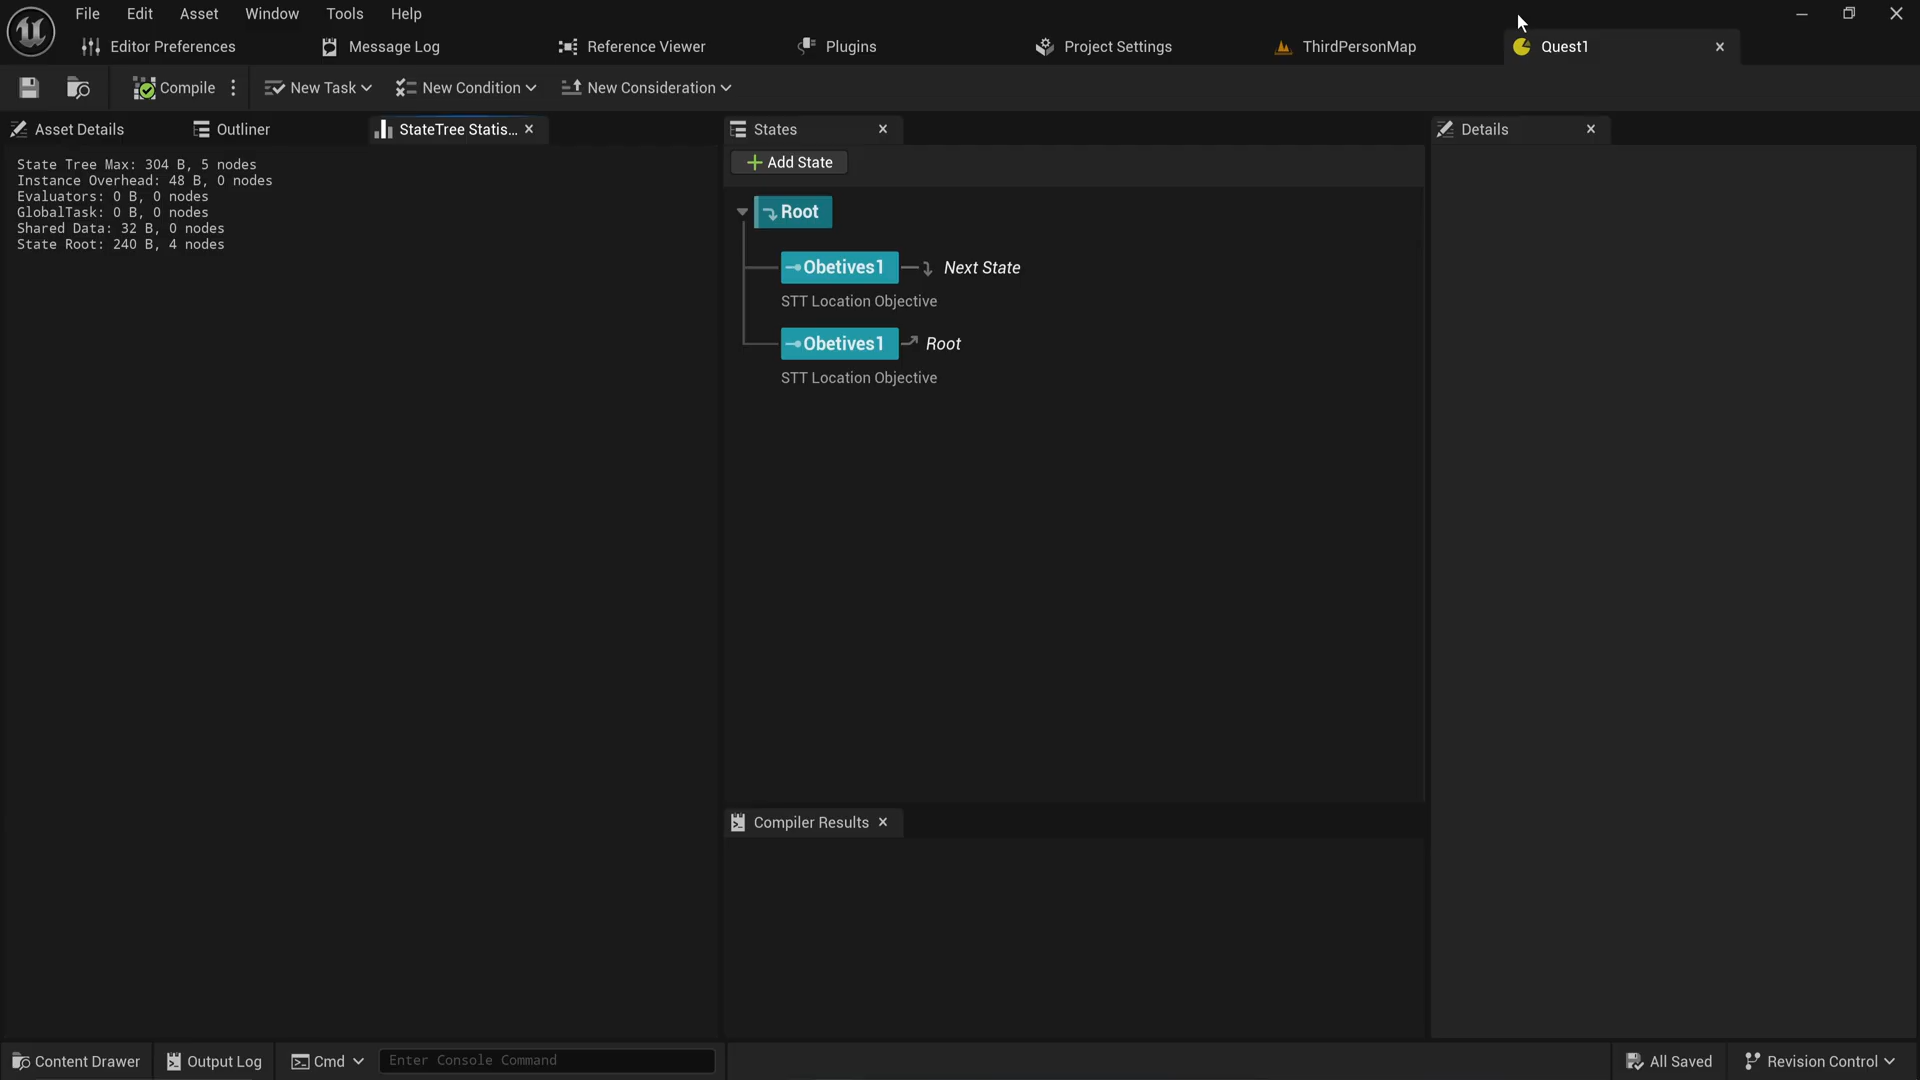 File Edit Asset Window Tools Help
Editor Preferences Message Log Reference Viewer Plugins Project Settings ThirdPersonMap Quest1
Compile New Task New Condition New Consideration
Asset Details Outliner StateTree Statis... States Details
State Tree Max: 304 B, 5 nodes
Instance Overhead: 48 B, 0 nodes
Evaluators: 0 B, 0 nodes
GlobalTask: 0 B, 0 nodes
Shared Data: 32 B, 0 nodes
State Root: 240 B, 4 nodes
Add State
Root
Obetives1 Next State
STT Location Objective
Obetives1 Root
STT Location Objective
Compiler Results
Content Drawer Output Log Cmd Enter Console Command All Saved Revision Control